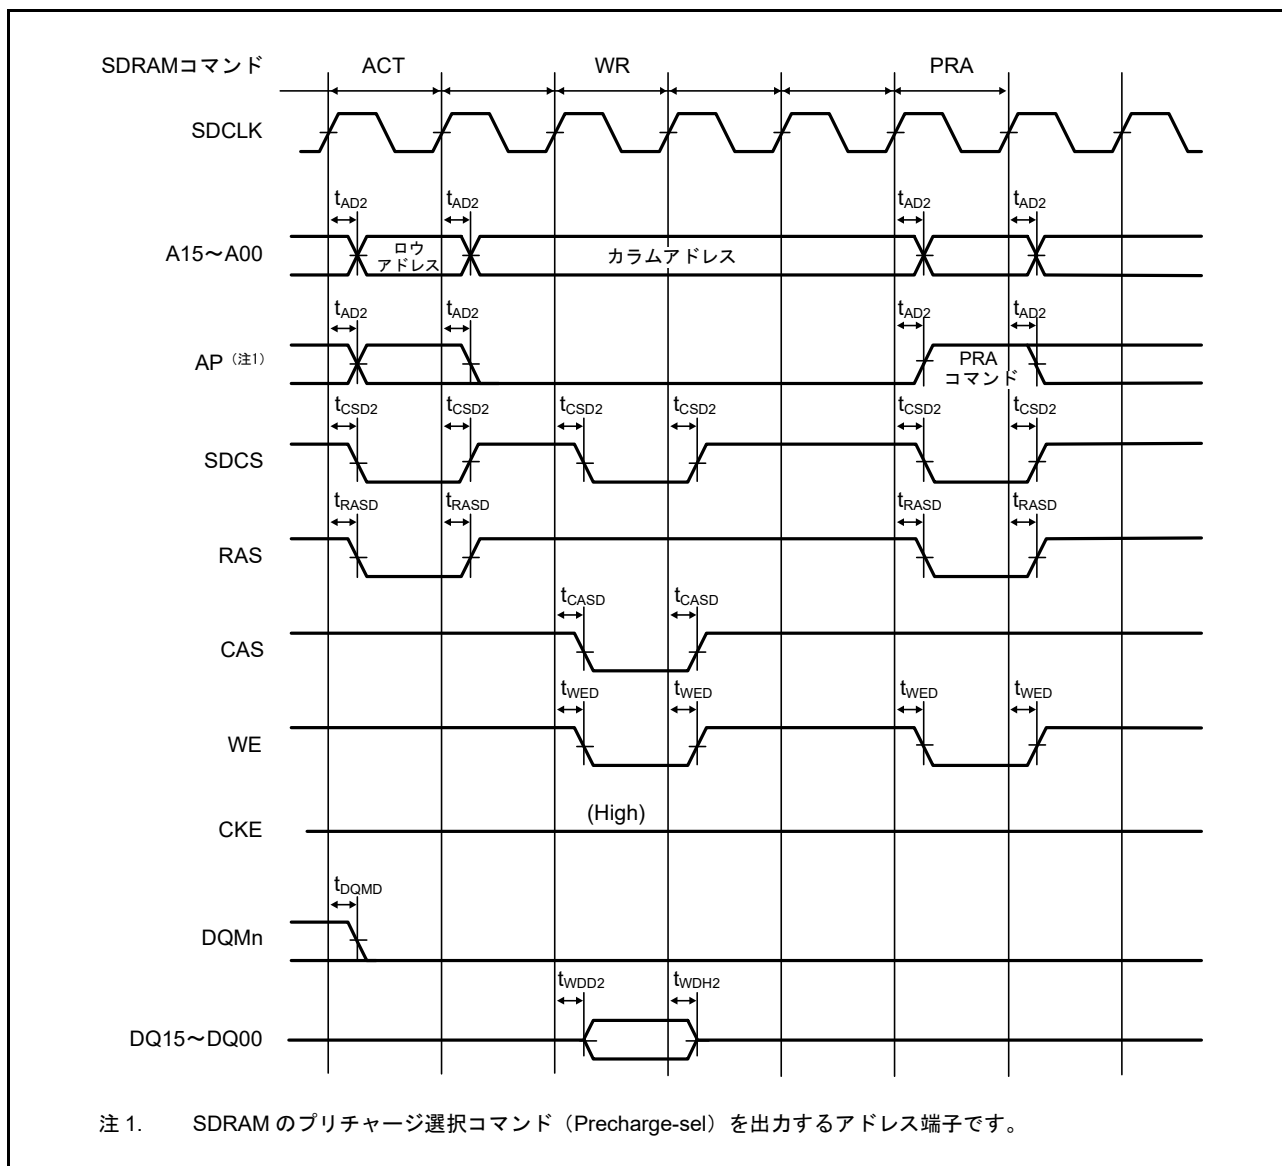 SDRAMコマンド ACT WR PRA
SDCLK
tAD2 tAD2 tAD2 tAD2
A15～A00 ロウ アドレス カラムアドレス
tAD2 tAD2 tAD2 tAD2
AP（注1） PRA コマンド
tCSD2 tCSD2 tCSD2 tCSD2 tCSD2 tCSD2
SDCS
tRASD tRASD tRASD tRASD
RAS
tCASD tCASD
CAS
tWED tWED tWED tWED
WE
(High)
CKE
tDQMD
DQMn
tWDD2 tWDH2
DQ15～DQ00
注 1. SDRAM のプリチャージ選択コマンド（Precharge-sel）を出力するアドレス端子です。